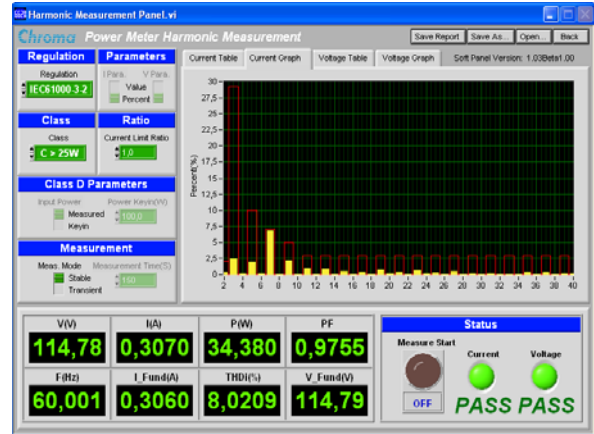 Harmonic Measurement Panel.vi
Chroma Power Meter Harmonic Measurement
Save Report Save As... Open... Back
Regulation
Regulation
IEC61000-3-2
Parameters
I Para. V Para.
Value
Percent
Current Table Current Graph Voltage Table Voltage Graph Soft Panel Version: 1.03Beta1.00
Class
Class
C > 25W
Ratio
Current Limit Ratio
1,0
Class D Parameters
Input Power Power Keyin(W)
Measured 100,0
Keyin
Measurement
Meas. Mode Measurement Time(S)
Stable 150
Transient
Percent(%)
30
27,5
25
22,5
20
17,5
15
12,5
10
7,5
5
2,5
0
2 4 6 8 10 12 14 16 18 20 22 24 26 28 30 32 34 36 38 40
V(V) I(A) P(W) PF
114,78 0,3070 34,380 0,9755
F(Hz) I_Fund(A) THDi(%) V_Fund(V)
60,001 0,3060 8,0209 114,79
Status
Measure Start Current Voltage
OFF PASS PASS